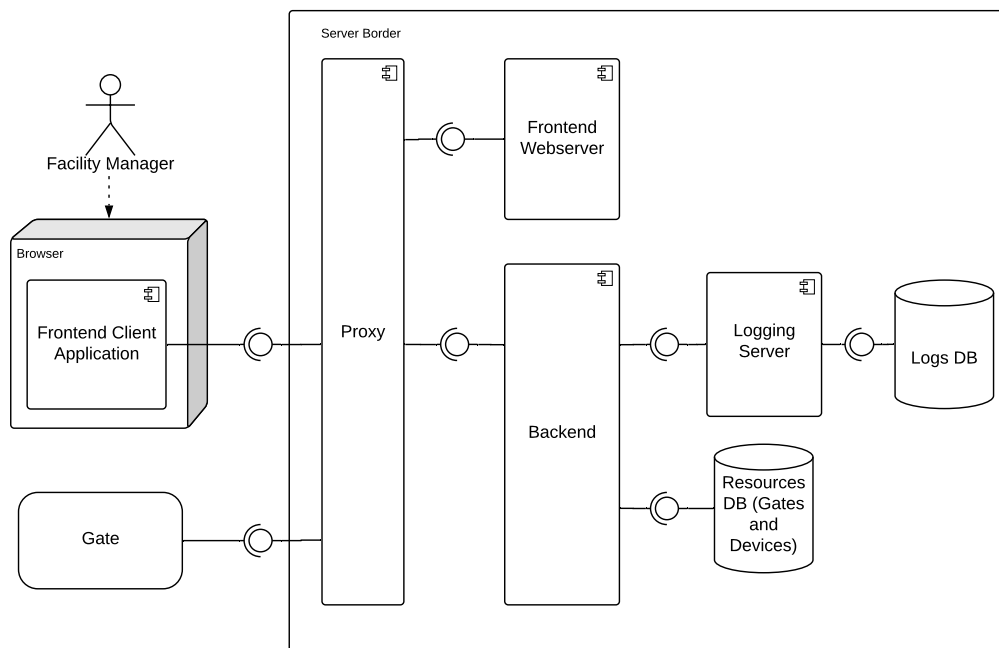 Server Border
Facility Manager
Frontend
Webserver
Browser
Frontend Client
Application
Proxy
Logging
Server
Logs DB
Backend
Resources
DB (Gates
and
Devices)
Gate